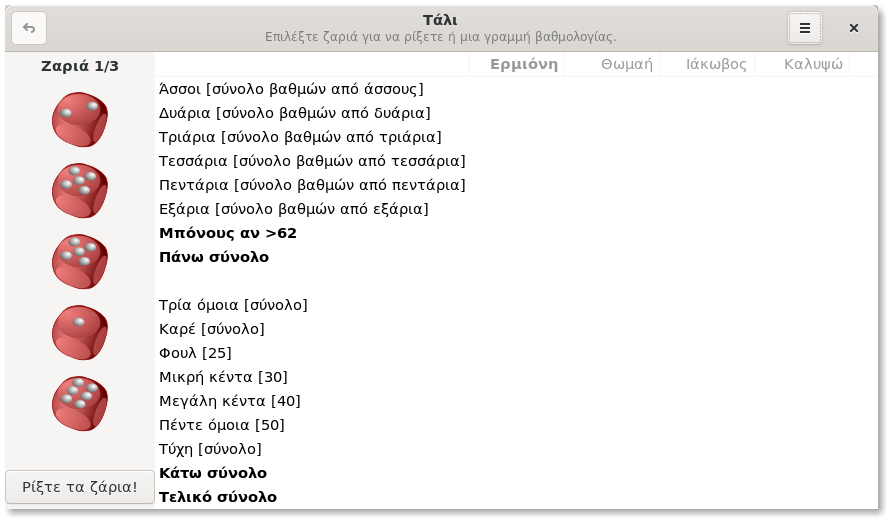 Τάλι
Επιλέξτε ζαριά για να ρίξετε ή μια γραμμή βαθμολογίας.
Ζαριά 1/3
Ερμιόνη Θωμαή Ιάκωβος Καλυψώ
Άσσοι [σύνολο βαθμών από άσσους]
Δυάρια [σύνολο βαθμών από δυάρια]
Τριάρια [σύνολο βαθμών από τριάρια]
Τεσσάρια [σύνολο βαθμών από τεσσάρια]
Πεντάρια [σύνολο βαθμών από πεντάρια]
Εξάρια [σύνολο βαθμών από εξάρια]
Μπόνους αν >62
Πάνω σύνολο
Τρία όμοια [σύνολο]
Καρέ [σύνολο]
Φουλ [25]
Μικρή κέντα [30]
Μεγάλη κέντα [40]
Πέντε όμοια [50]
Τύχη [σύνολο]
Κάτω σύνολο
Τελικό σύνολο
Ρίξτε τα ζάρια!